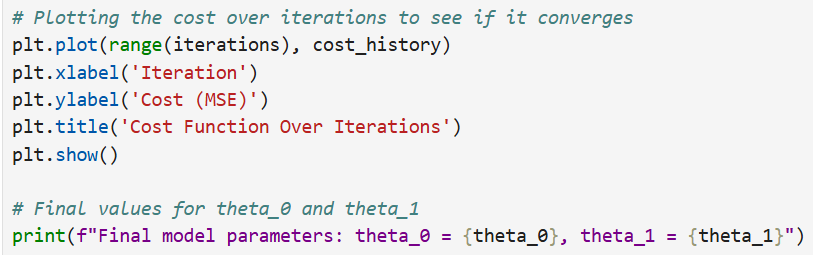 # Plotting the cost over iterations to see if it converges
plt.plot(range(iterations), cost_history)
plt.xlabel('Iteration')
plt.ylabel('Cost (MSE)')
plt.title('Cost Function Over Iterations')
plt.show()

# Final values for theta_0 and theta_1
print(f"Final model parameters: theta_0 = {theta_0}, theta_1 = {theta_1}")